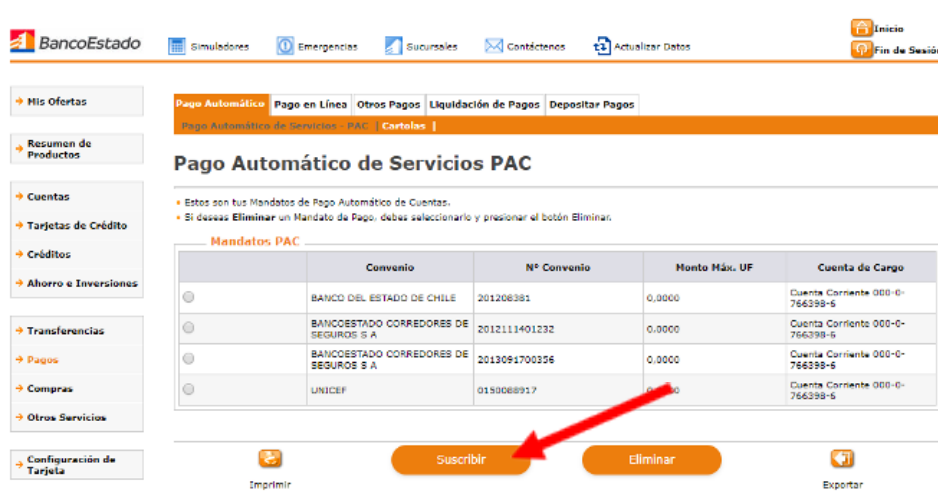 BancoEstado
Simuladores
Emergencias
Sucursales
Contáctenos
Actualizar Datos
Inicio
Fin de Sesión
Mis Ofertas
Resumen de
Productos
Cuentas
Tarjetas de Crédito
Créditos
Ahorro e Inversiones
Transferencias
Pagos
Compras
Otros Servicios
Configuración de
Tarjeta
Pago Automático Pago en Línea Otros Pagos Liquidación de Pagos Depositar Pagos
Pago Automático de Servicios - PAC | Cartolas |
Pago Automático de Servicios PAC
Estos son tus Mandatos de Pago Automático de Cuentas.
Si deseas Eliminar un Mandato de Pago, debes seleccionarlo y presionar el botón Eliminar.
Mandatos PAC
Convenio Nº Convenio Monto Máx. UF Cuenta de Cargo
BANCO DEL ESTADO DE CHILE 201208381 0,0000 Cuenta Corriente 000-0-
766398-6
BANCOESTADO CORREDORES DE
SEGUROS S A 2012111401232 0,0000 Cuenta Corriente 000-0-
766398-6
BANCOESTADO CORREDORES DE
SEGUROS S A 2013091700356 0,0000 Cuenta Corriente 000-0-
766398-6
UNICEF 0150088917 Cuenta Corriente 000-0-
766398-6
Imprimir
Suscribir
Eliminar
Exportar